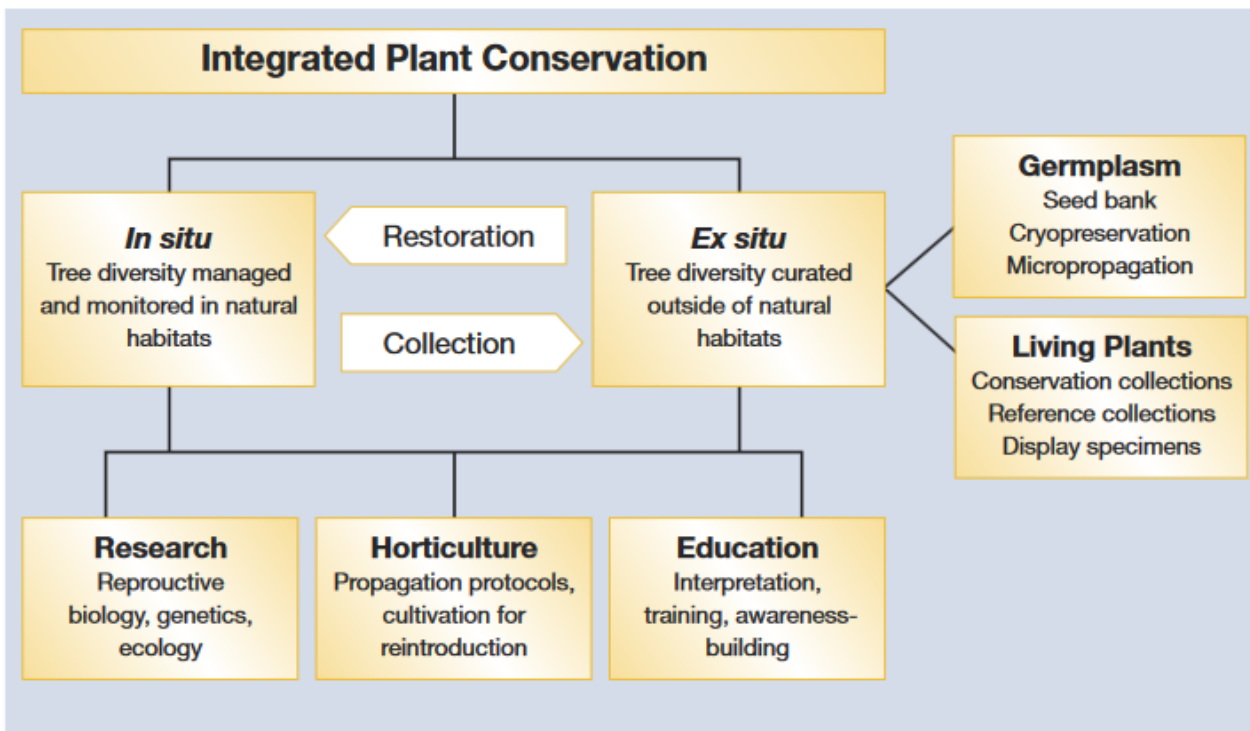 Integrated Plant Conservation
In situ
Tree diversity managed
and monitored in natural
habitats
Restoration
Collection
Ex situ
Tree diversity curated
outside of natural
habitats
Germplasm
Seed bank
Cryopreservation
Micropropagation
Living Plants
Conservation collections
Reference collections
Display specimens
Research
Reprouctive
biology, genetics,
ecology
Horticulture
Propagation protocols,
cultivation for
reintroduction
Education
Interpretation,
training, awareness-
building